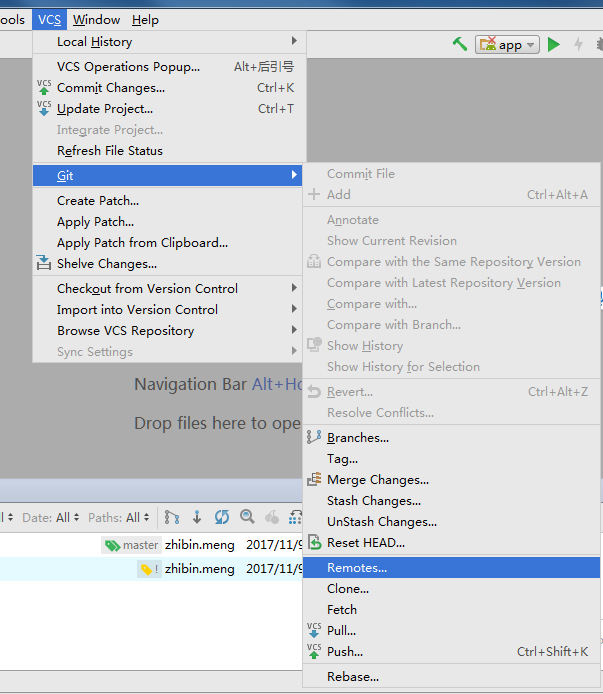 ools VCS Window Help
app
Local History
VCS Operations Popup... Alt+后引号
VCS Commit Changes... Ctrl+K
VCS Update Project... Ctrl+T
Integrate Project...
Refresh File Status
Git
Create Patch...
Apply Patch...
Apply Patch from Clipboard...
Shelve Changes...
Checkout from Version Control
Import into Version Control
Browse VCS Repository
Sync Settings
Commit File
Add Ctrl+Alt+A
Annotate
Show Current Revision
Compare with the Same Repository Version
Compare with Latest Repository Version
Compare with...
Compare with Branch...
Show History
Show History for Selection
Revert... Ctrl+Alt+Z
Resolve Conflicts...
Branches...
Tag...
Merge Changes...
Stash Changes...
UnStash Changes...
Reset HEAD...
Remotes...
Clone...
Fetch
VCS Pull...
VCS Push... Ctrl+Shift+K
Rebase...
Navigation Bar Alt+Ho
Drop files here to ope
Date: All Paths: All
master zhibin.meng 2017/11/9
! zhibin.meng 2017/11/9